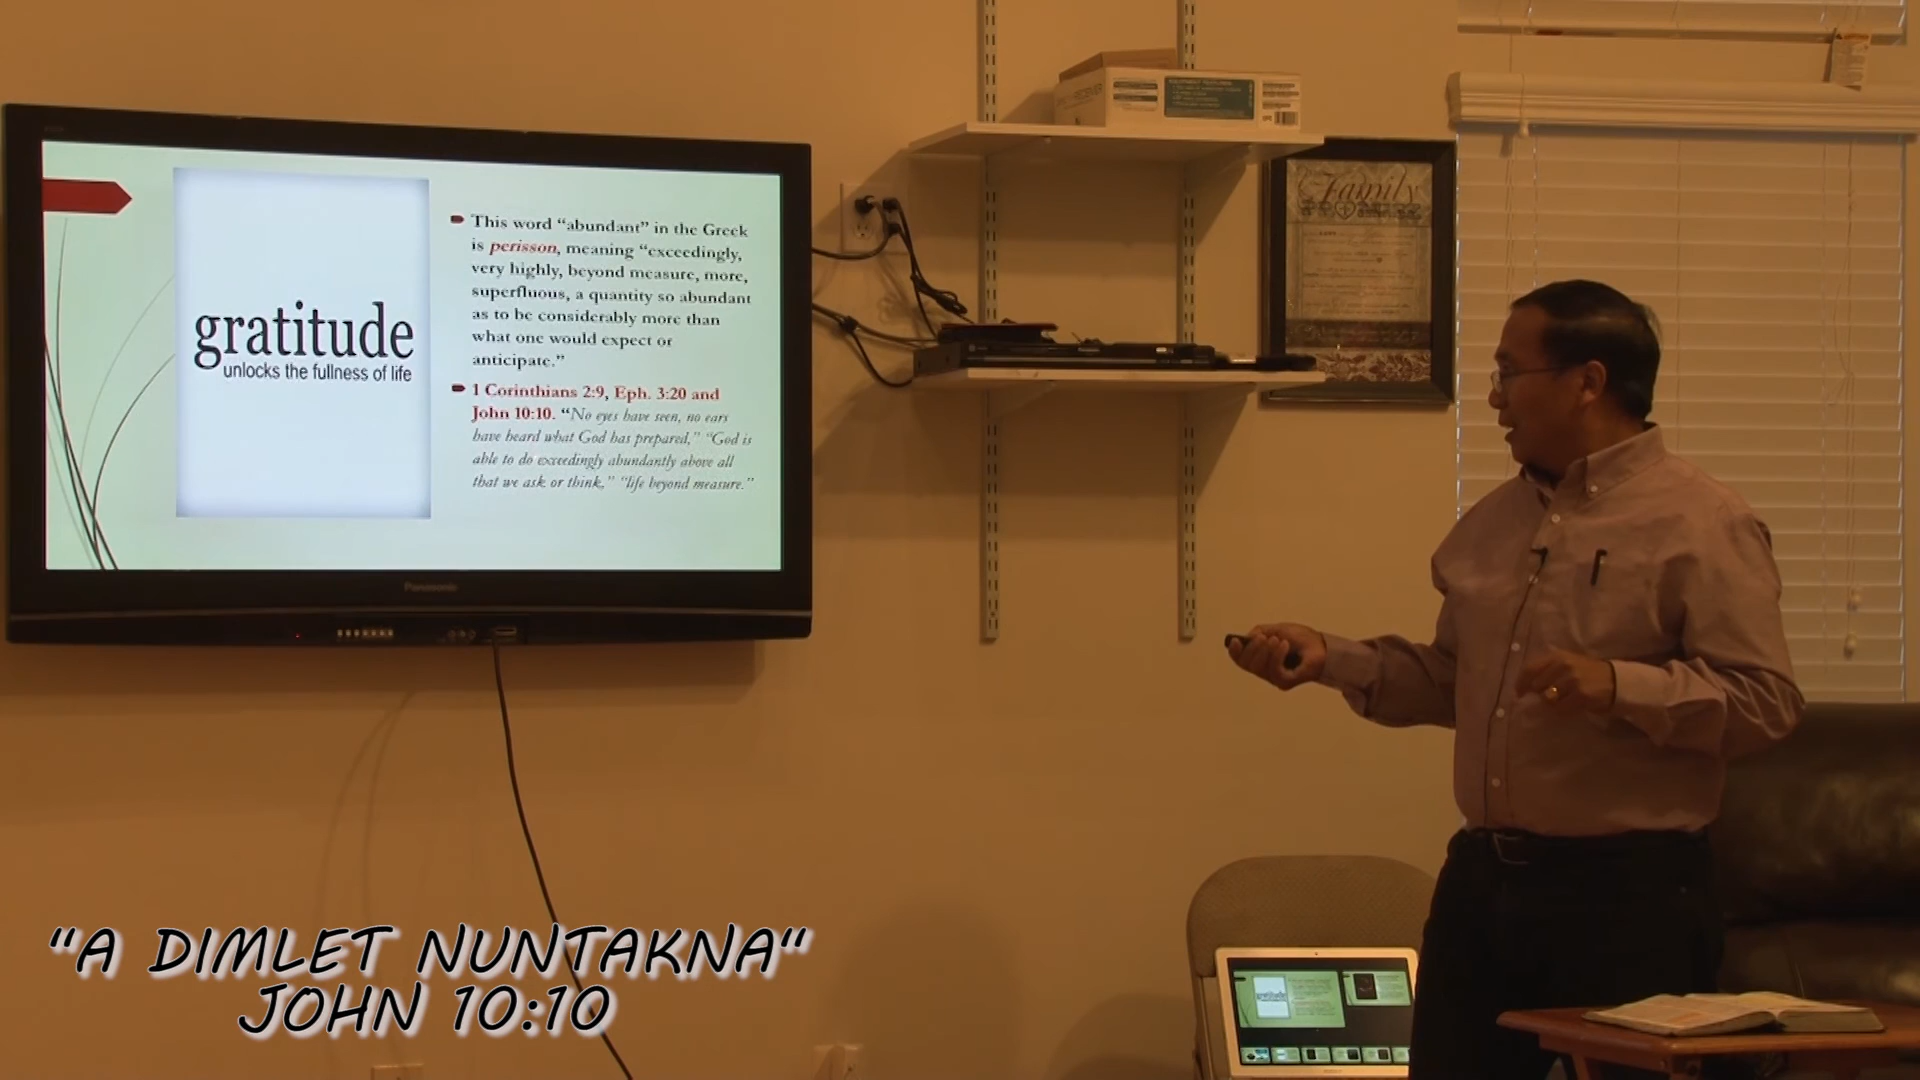 gratitude
unlocks the fullness of life
This word “abundant” in the Greek
is perisson, meaning “exceedingly,
very highly, beyond measure, more,
superfluous, a quantity so abundant
as to be considerably more than
what one would expect or
anticipate.”
1 Corinthians 2:9, Eph. 3:20 and
John 10:10. “No eyes have seen, no ears
have heard what God has prepared,” “God is
able to do exceedingly abundantly above all
that we ask or think,” “life beyond measure.”
Panasonic
RECEIVER
Family
gratitude
“A DIMLET NUNTAKNA“
JOHN 10:10